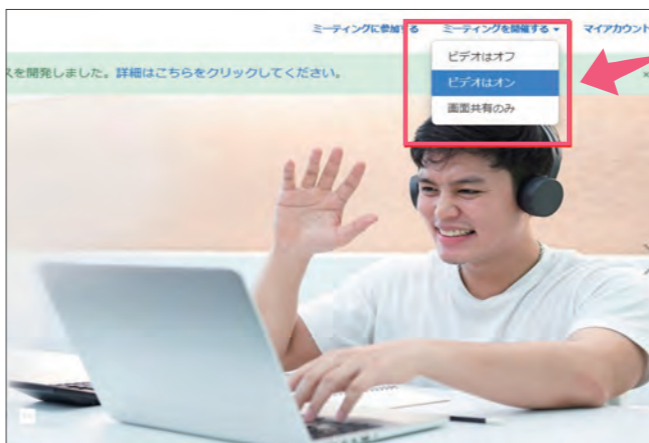 ミーティングに参加する ミーティングを開催する マイアカウント
スを開発しました。詳細はこちらをクリックしてください。
ビデオはオフ
ビデオはオン
画面共有のみ